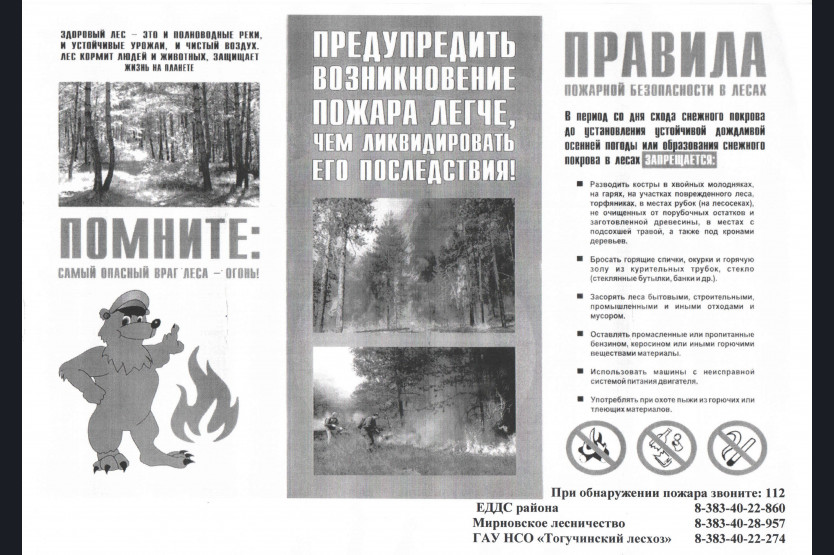 ЗДОРОВЫЙ ЛЕС – ЭТО И ПОЛНОВОДНЫЕ РЕКИ,
И УСТОЙЧИВЫЕ УРОЖАИ, И ЧИСТЫЙ ВОЗДУХ.
ЛЕС КОРМИТ ЛЮДЕЙ И ЖИВОТНЫХ, ЗАЩИЩАЕТ
ЖИЗНЬ НА ПЛАНЕТЕ
ПОМНИТЕ:
САМЫЙ ОПАСНЫЙ ВРАГ ЛЕСА – ОГОНЬ!
ПРЕДУПРЕДИТЬ
ВОЗНИКНОВЕНИЕ
ПОЖАРА ЛЕГЧЕ,
ЧЕМ ЛИКВИДИРОВАТЬ
ЕГО ПОСЛЕДСТВИЯ!
ПРАВИЛА
ПОЖАРНОЙ БЕЗОПАСНОСТИ В ЛЕСАХ
В период со дня схода снежного покрова
до установления устойчивой дождливой
осенней погоды или образования снежного
покрова в лесах ЗАПРЕЩАЕТСЯ:
■ Разводить костры в хвойных молодняках,
на гарях, на участках поврежденного леса,
торфяниках, в местах рубок (на лесосеках),
не очищенных от порубочных остатков и
заготовленной древесины, в местах с
подсохшей травой, а также под кронами
деревьев.
■ Бросать горящие спички, окурки и горячую
золу из курительных трубок, стекло
(стеклянные бутылки, банки и др.).
■ Засорять леса бытовыми, строительными,
промышленными и иными отходами и
мусором.
■ Оставлять промасленные или пропитанные
бензином, керосином или иными горючими
веществами материалы.
■ Использовать машины с неисправной
системой питания двигателя.
■ Употреблять при охоте пыжи из горючих или
тлеющих материалов.
При обнаружении пожара звоните: 112
ЕДДС района 8-383-40-22-860
Мирновское лесничество 8-383-40-28-957
ГАУ НСО «Тогучинский лесхоз» 8-383-40-22-274